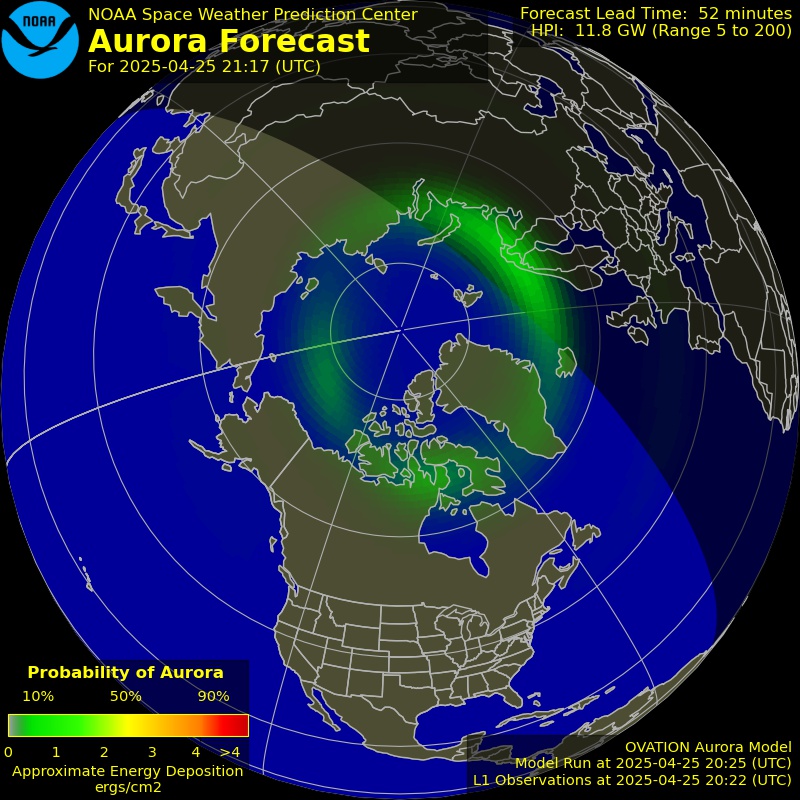 NOAA
NOAA Space Weather Prediction Center
Aurora Forecast
For 2025-04-25 21:17 (UTC)
Forecast Lead Time: 52 minutes
HPI: 11.8 GW (Range 5 to 200)
Probability of Aurora
10% 50% 90%
0 1 2 3 4 >4
Approximate Energy Deposition
ergs/cm2
OVATION Aurora Model
Model Run at 2025-04-25 20:25 (UTC)
L1 Observations at 2025-04-25 20:22 (UTC)